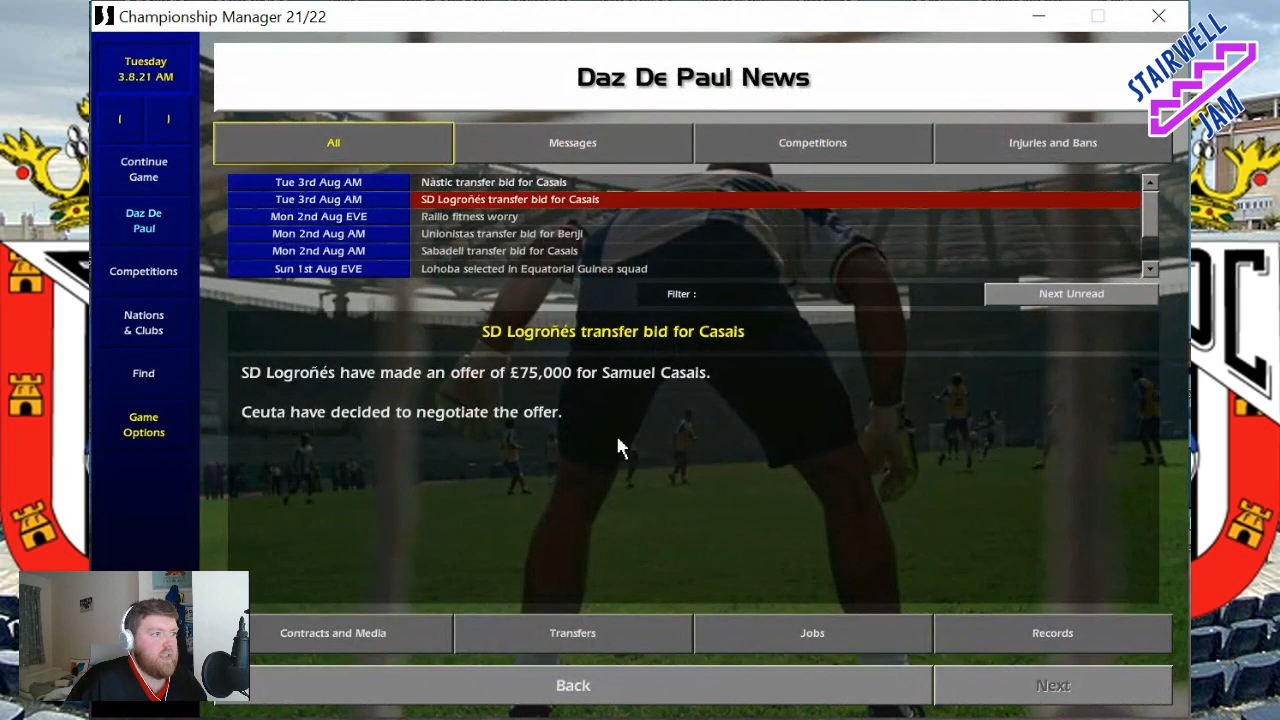 Championship Manager 21/22
STAIRWELL
JAM
Tuesday
3.8.21 AM
Daz De Paul News
All
Messages
Competitions
Injuries and Bans
Continue
Game
Daz De
Paul
Competitions
Nations
& Clubs
Find
Game
Options
Tue 3rd Aug AM Nàstic transfer bid for Casais
Tue 3rd Aug AM SD Logroñés transfer bid for Casais
Mon 2nd Aug EVE Raillo fitness worry
Mon 2nd Aug AM Unionistas transfer bid for Benji
Mon 2nd Aug AM Sabadell transfer bid for Casais
Sun 1st Aug EVE Lohoba selected in Equatorial Guinea squad
Filter :
Next Unread
SD Logroñés transfer bid for Casais
SD Logroñés have made an offer of £75,000 for Samuel Casais.
Ceuta have decided to negotiate the offer.
Contracts and Media
Transfers
Jobs
Records
Back
Next